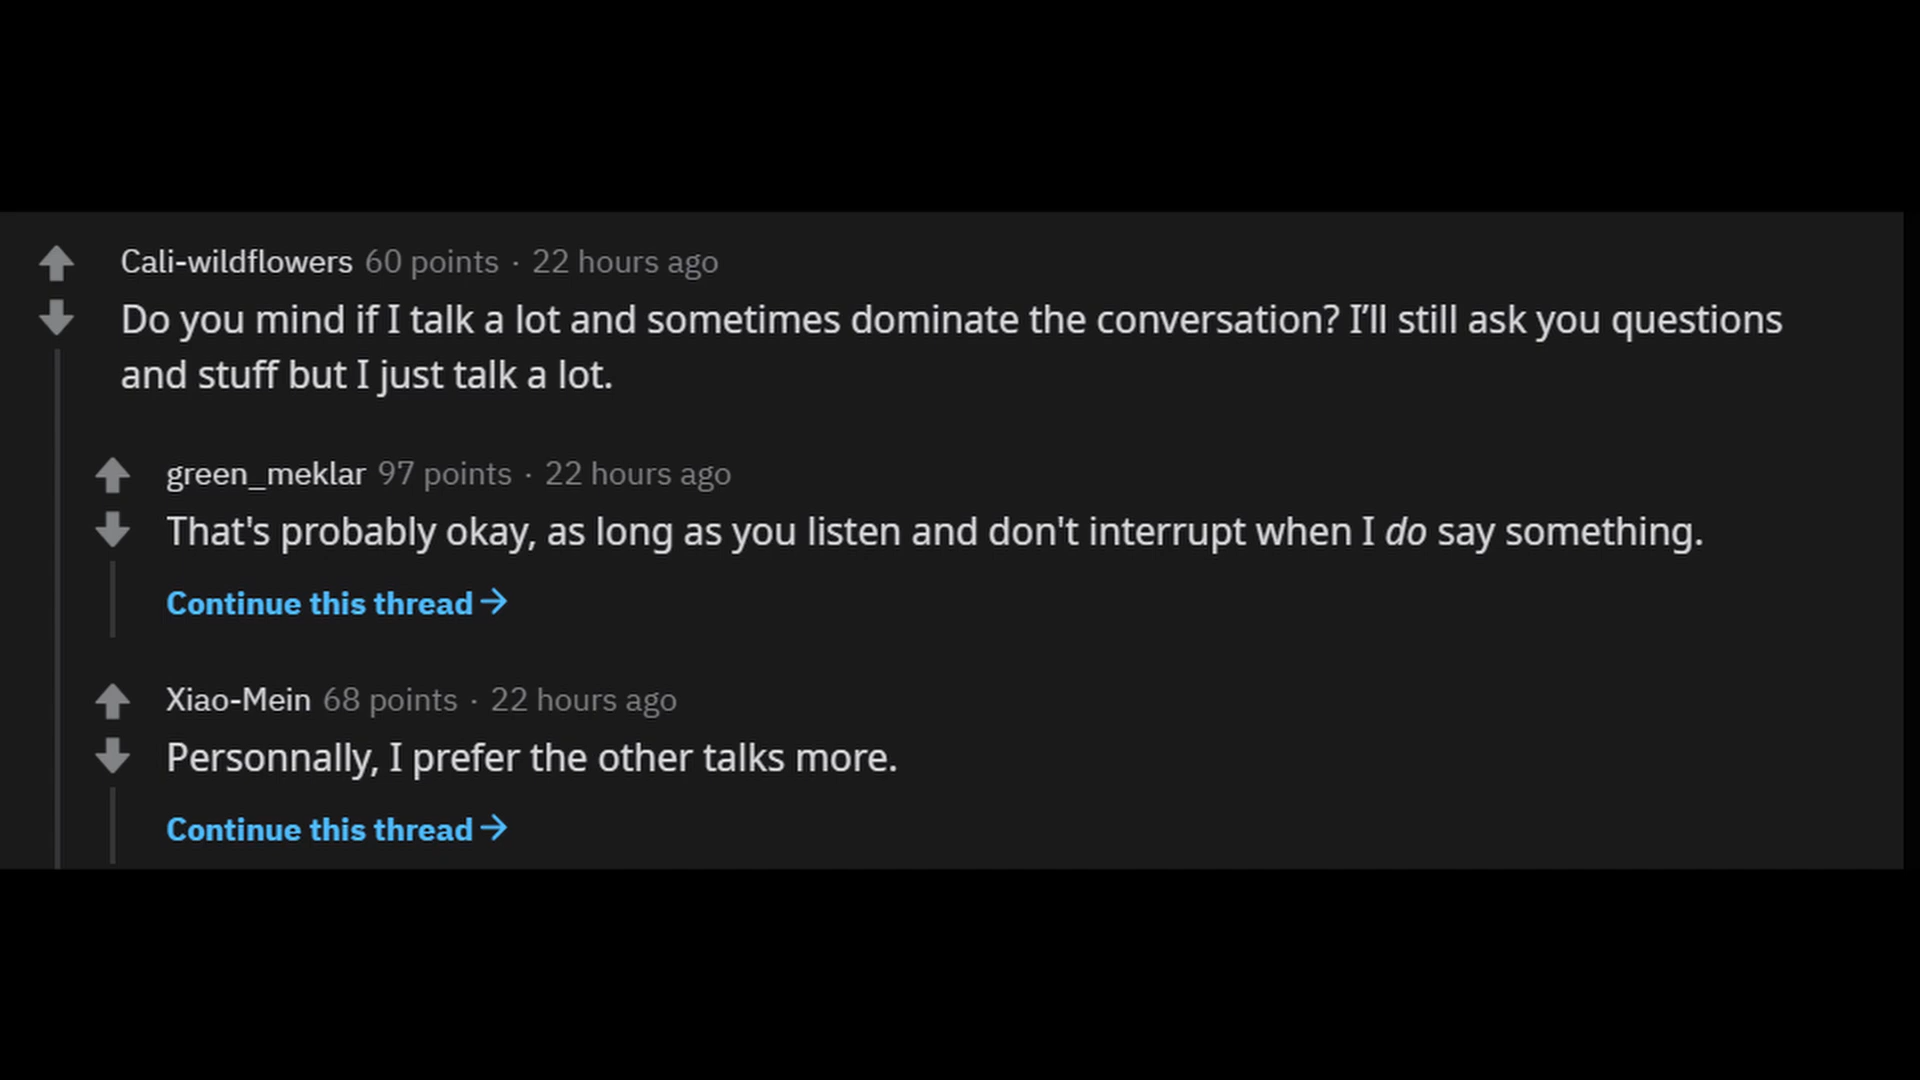 Cali-wildflowers 60 points · 22 hours ago
Do you mind if I talk a lot and sometimes dominate the conversation? I’ll still ask you questions
and stuff but I just talk a lot.
green_meklar 97 points · 22 hours ago
That's probably okay, as long as you listen and don't interrupt when I do say something.
Continue this thread→
Xiao-Mein 68 points · 22 hours ago
Personnally, I prefer the other talks more.
Continue this thread→